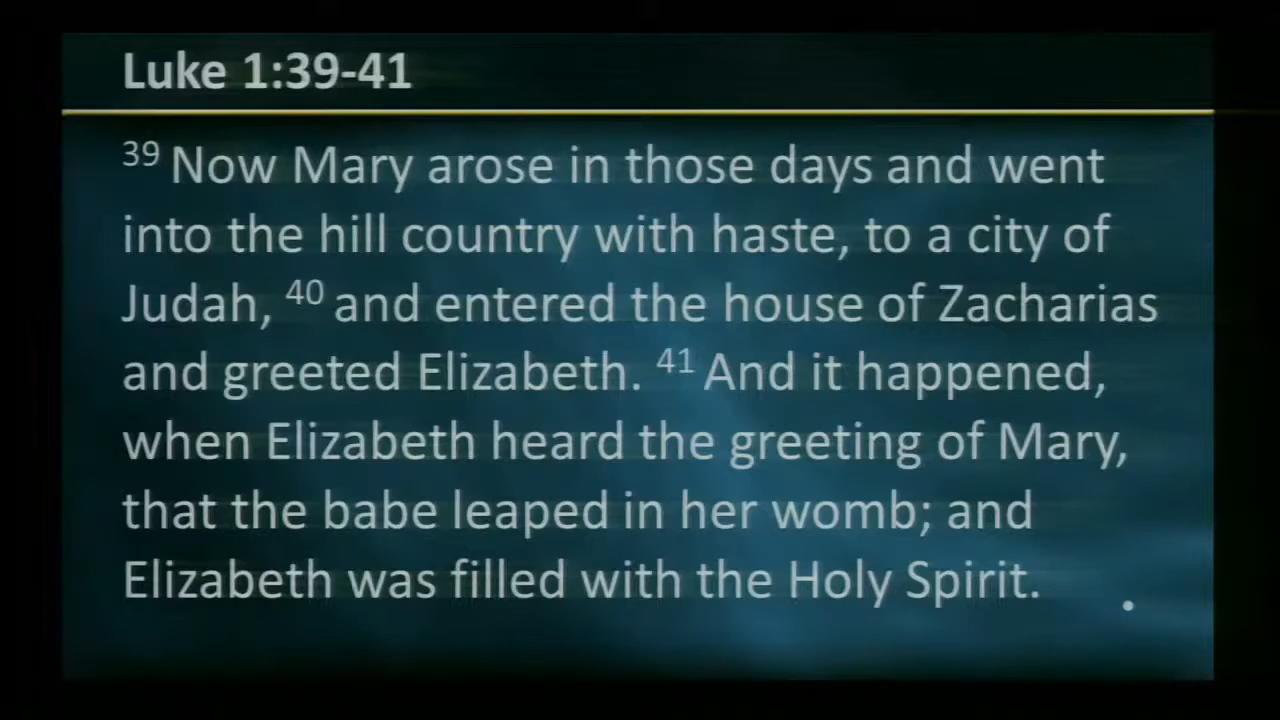 Luke 1:39-41
39 Now Mary arose in those days and went
into the hill country with haste, to a city of
Judah, 40 and entered the house of Zacharias
and greeted Elizabeth. 41 And it happened,
when Elizabeth heard the greeting of Mary,
that the babe leaped in her womb; and
Elizabeth was filled with the Holy Spirit.